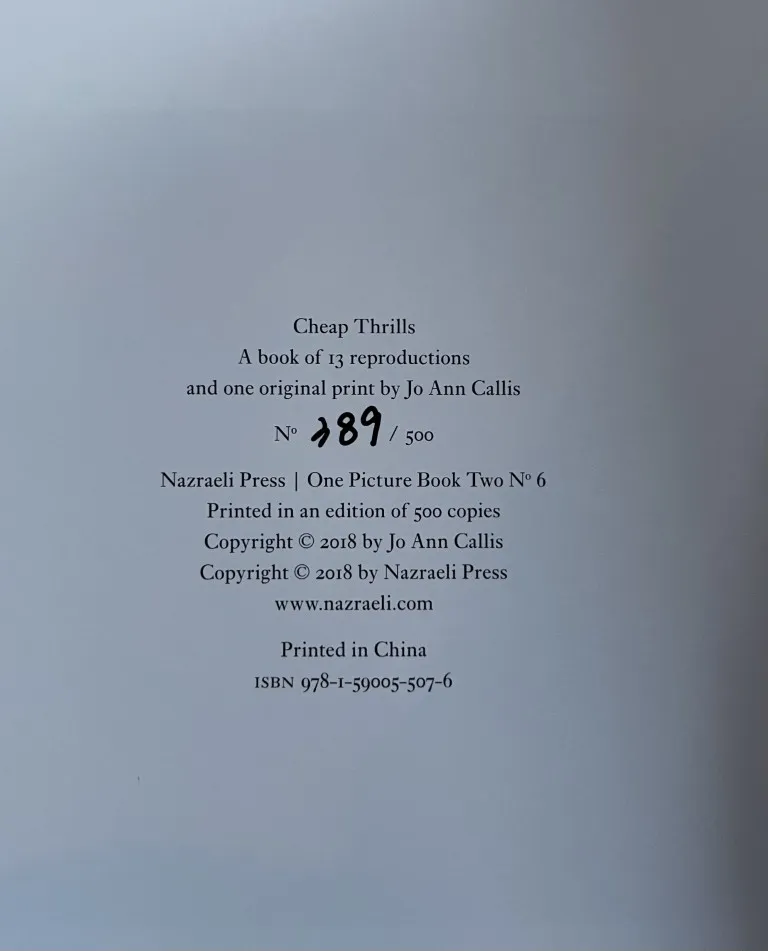 Cheap Thrills
A book of 13 reproductions
and one original print by Jo Ann Callis
Nº / 500
Nazraeli Press | One Picture Book Two Nº 6
Printed in an edition of 500 copies
Copyright © 2018 by Jo Ann Callis
Copyright © 2018 by Nazraeli Press
www.nazraeli.com
Printed in China
ISBN 978-1-59005-507-6